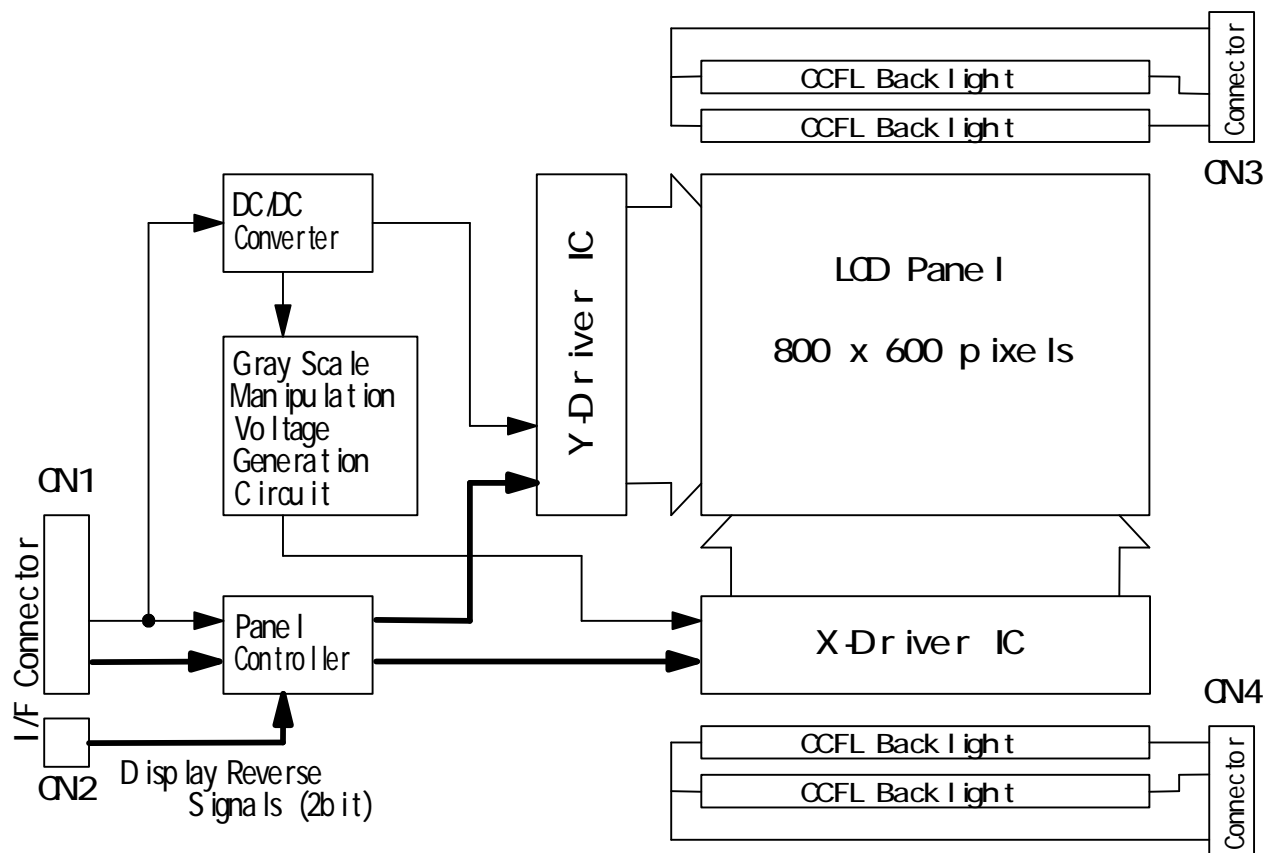 CCFL Backlight
CCFL Backlight
Connector
CN3
DC/DC
Converter
Y-Driver IC
LCD Panel
800 x 600 pixels
Gray Scale
Manipulation
Voltage
Generation
Circuit
CN1
I/F Connector
Panel
Controller
X-Driver IC
CN2
Display Reverse
Signals (2bit)
CN4
CCFL Backlight
CCFL Backlight
Connector